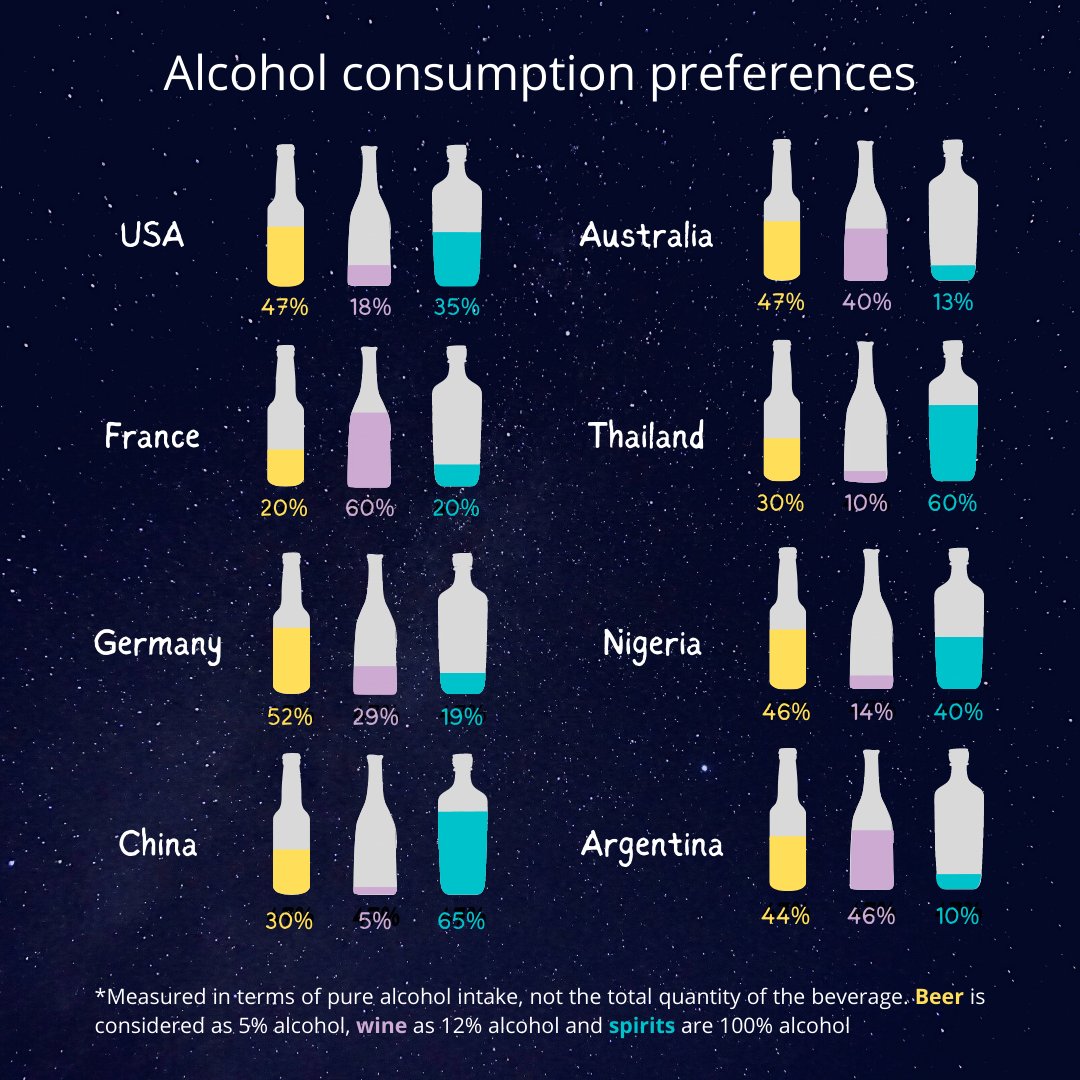 Alcohol consumption preferences
USA
47% 18% 35%
Australia
47% 40% 13%
France
20% 60% 20%
Thailand
30% 10% 60%
Germany
52% 29% 19%
Nigeria
46% 14% 40%
China
30% 5% 65%
Argentina
44% 46% 10%
*Measured in terms of pure alcohol intake, not the total quantity of the beverage. Beer is
considered as 5% alcohol, wine as 12% alcohol and spirits are 100% alcohol